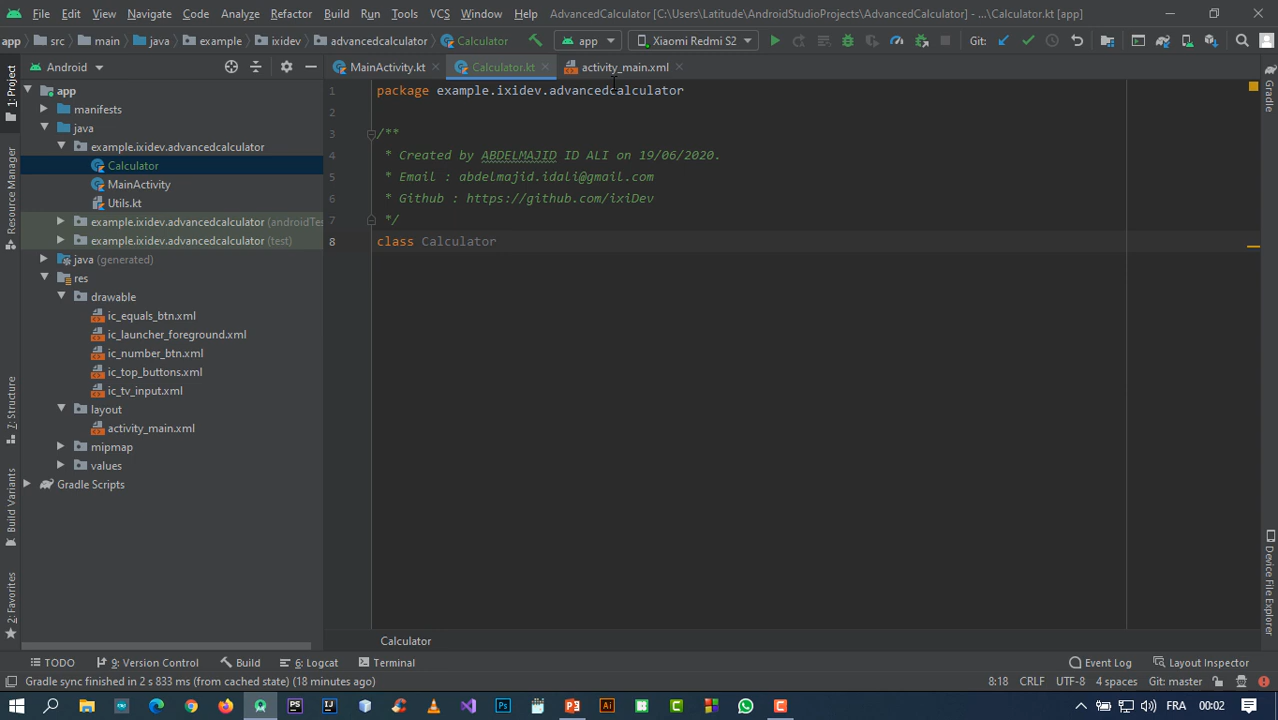 File Edit View Navigate Code Analyze Refactor Build Run Tools VCS Window Help AdvancedCalculator [C:\Users\Latitude\AndroidStudioProjects\AdvancedCalculator] - ...\Calculator.kt [app]
app src main java example ixidev advancedcalculator Calculator app Xiaomi Redmi S2 Git:
Android MainActivity.kt Calculator.kt activity_main.xml
1: Project
Resource Manager
7: Structure
Build Variants
2: Favorites
app
manifests
java
example.ixidev.advancedcalculator
Calculator
MainActivity
Utils.kt
example.ixidev.advancedcalculator (androidTes
example.ixidev.advancedcalculator (test)
java (generated)
res
drawable
ic_equals_btn.xml
ic_launcher_foreground.xml
ic_number_btn.xml
ic_top_buttons.xml
ic_tv_input.xml
layout
activity_main.xml
mipmap
values
Gradle Scripts
1 package example.ixidev.advancedcalculator
2
3 /**
4 * Created by ABDELMAJID ID ALI on 19/06/2020.
5 * Email : abdelmajid.idali@gmail.com
6 * Github : https://github.com/ixiDev
7 */
8 class Calculator
Gradle
Device File Explorer
Calculator
TODO 9: Version Control Build 6: Logcat Terminal Event Log Layout Inspector
Gradle sync finished in 2 s 833 ms (from cached state) (18 minutes ago) 8:18 CRLF UTF-8 4 spaces Git: master
FRA 00:02